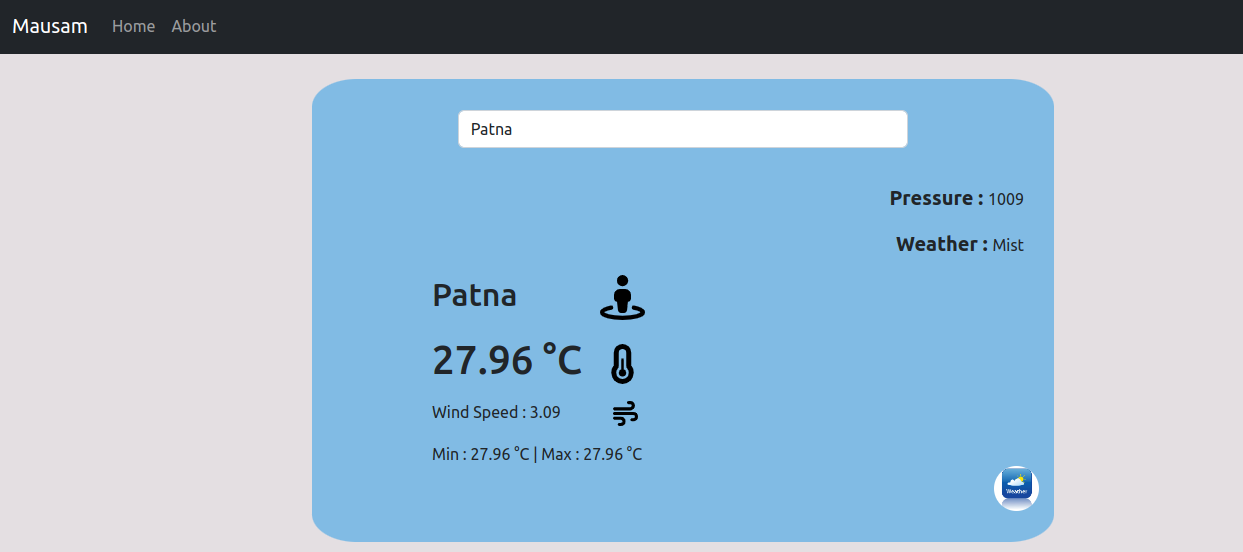 Mausam Home About
Patna
Pressure : 1009
Weather : Mist
Patna
27.96 °C
Wind Speed : 3.09
Min : 27.96 °C | Max : 27.96 °C
Weather